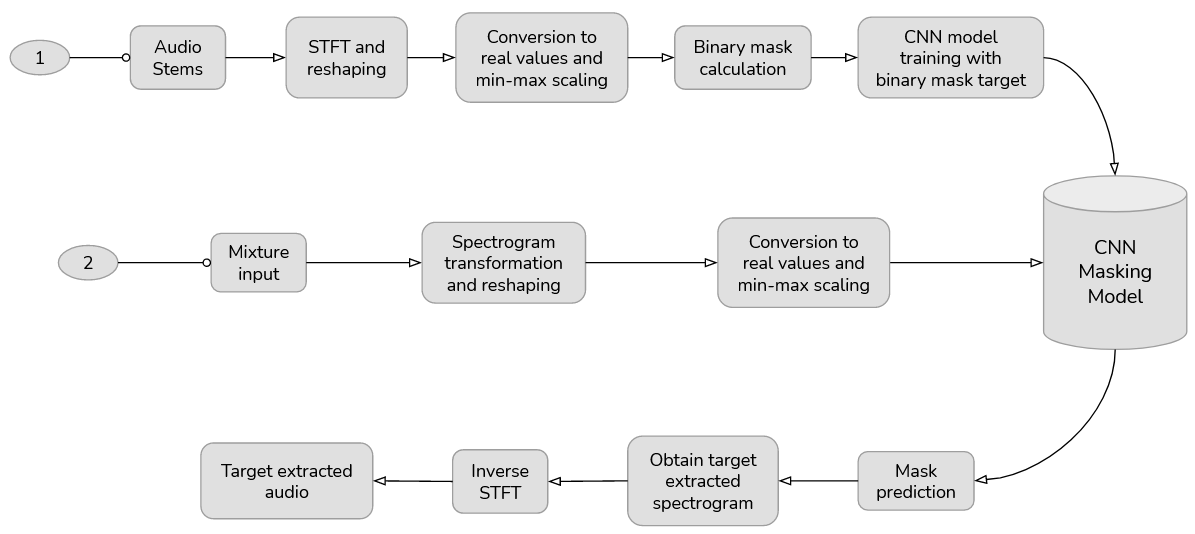 1
Audio
Stems
STFT and
reshaping
Conversion to
real values and
min-max scaling
Binary mask
calculation
CNN model
training with
binary mask target
2
Mixture
input
Spectrogram
transformation
and reshaping
Conversion to
real values and
min-max scaling
CNN
Masking
Model
Mask
prediction
Obtain target
extracted
spectrogram
Inverse
STFT
Target extracted
audio